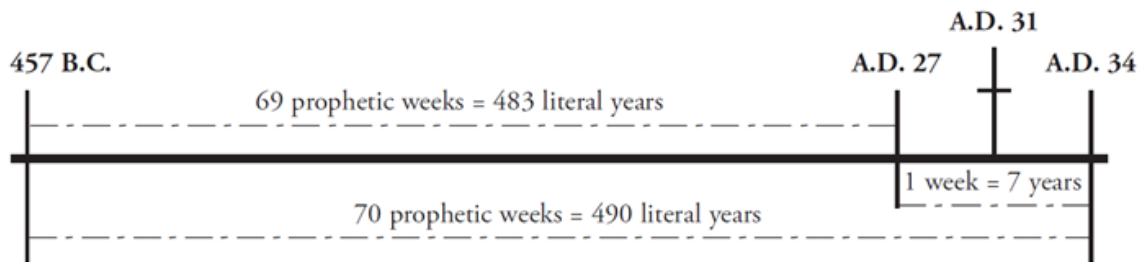 A.D. 31
457 B.C.
A.D. 27
A.D. 34
69 prophetic weeks = 483 literal years
1 week = 7 years
70 prophetic weeks = 490 literal years